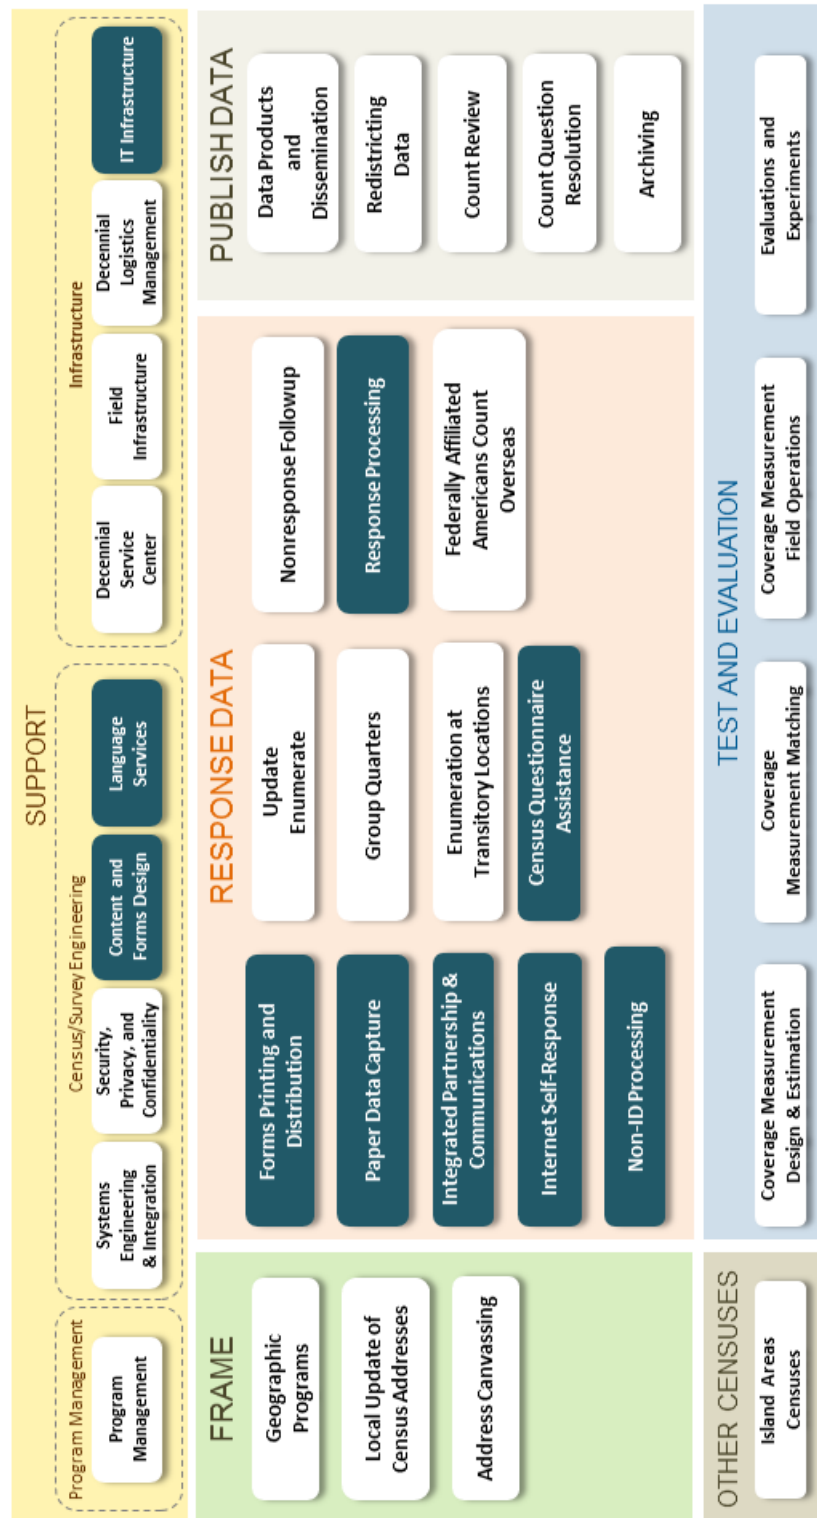 SUPPORT
Program Management
Program
Management
Census/Survey Engineering
Systems
Engineering
& Integration
Security,
Privacy, and
Confidentiality
Content and
Forms Design
Language
Services
Infrastructure
Decennial
Service
Center
Field
Infrastructure
Decennial
Logistics
Management
IT Infrastructure
FRAME
Geographic
Programs
Local Update of
Census Addresses
Address Canvassing
RESPONSE DATA
Forms Printing and
Distribution
Paper Data Capture
Integrated Partnership &
Communications
Internet Self-Response
Non-ID Processing
Update
Enumerate
Group Quarters
Enumeration at
Transitory Locations
Census Questionnaire
Assistance
Nonresponse Followup
Response Processing
Federally Affiliated
Americans Count
Overseas
PUBLISH DATA
Data Products
and
Dissemination
Redistricting
Data
Count Review
Count Question
Resolution
Archiving
OTHER CENSUSES
Island Areas
Censuses
TEST AND EVALUATION
Coverage Measurement
Design & Estimation
Coverage
Measurement Matching
Coverage Measurement
Field Operations
Evaluations and
Experiments